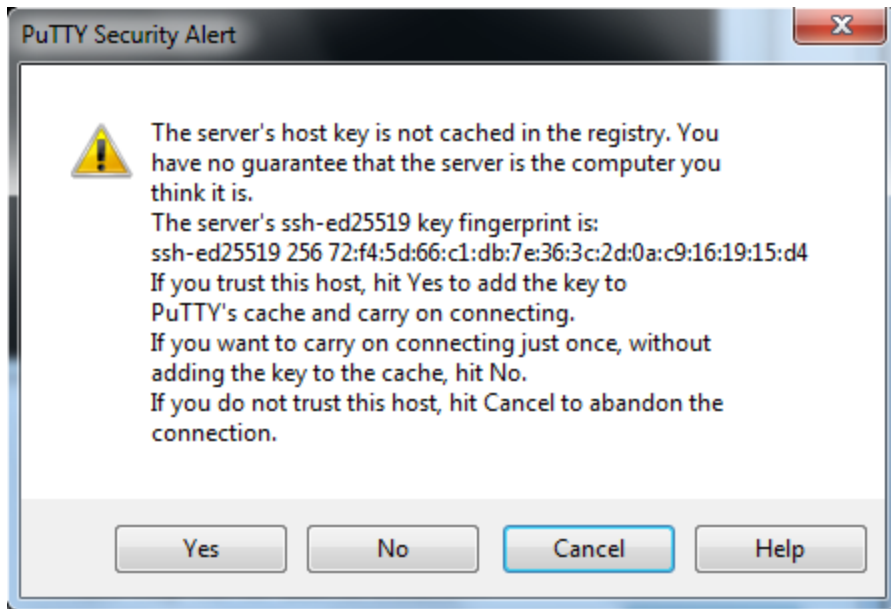 PuTTY Security Alert
The server's host key is not cached in the registry. You
have no guarantee that the server is the computer you
think it is.
The server's ssh-ed25519 key fingerprint is:
ssh-ed25519 256 72:f4:5d:66:c1:db:7e:36:3c:2d:0a:c9:16:19:15:d4
If you trust this host, hit Yes to add the key to
PuTTY's cache and carry on connecting.
If you want to carry on connecting just once, without
adding the key to the cache, hit No.
If you do not trust this host, hit Cancel to abandon the
connection.
Yes No Cancel Help